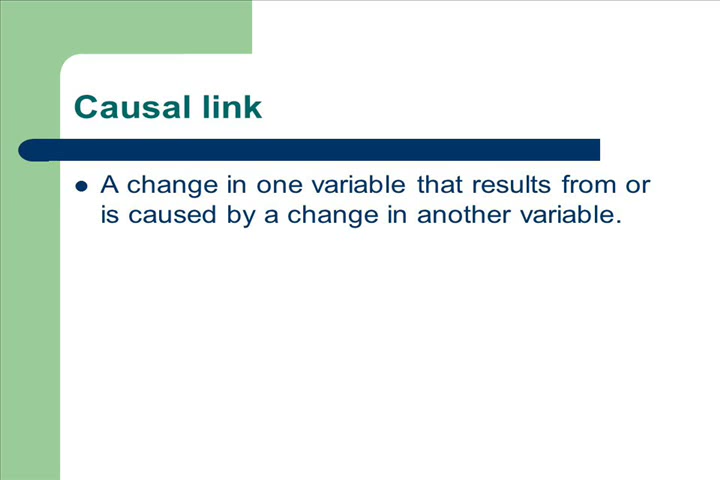 Causal link
A change in one variable that results from or
is caused by a change in another variable.